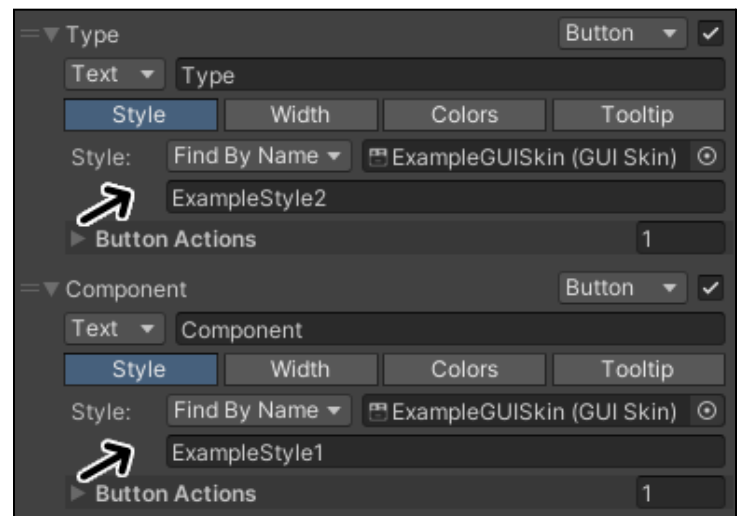 Type Button
Text Type
Style Width Colors Tooltip
Style: Find By Name ExampleGUISkin (GUI Skin)
ExampleStyle2
Button Actions 1
Component Button
Text Component
Style Width Colors Tooltip
Style: Find By Name ExampleGUISkin (GUI Skin)
ExampleStyle1
Button Actions 1